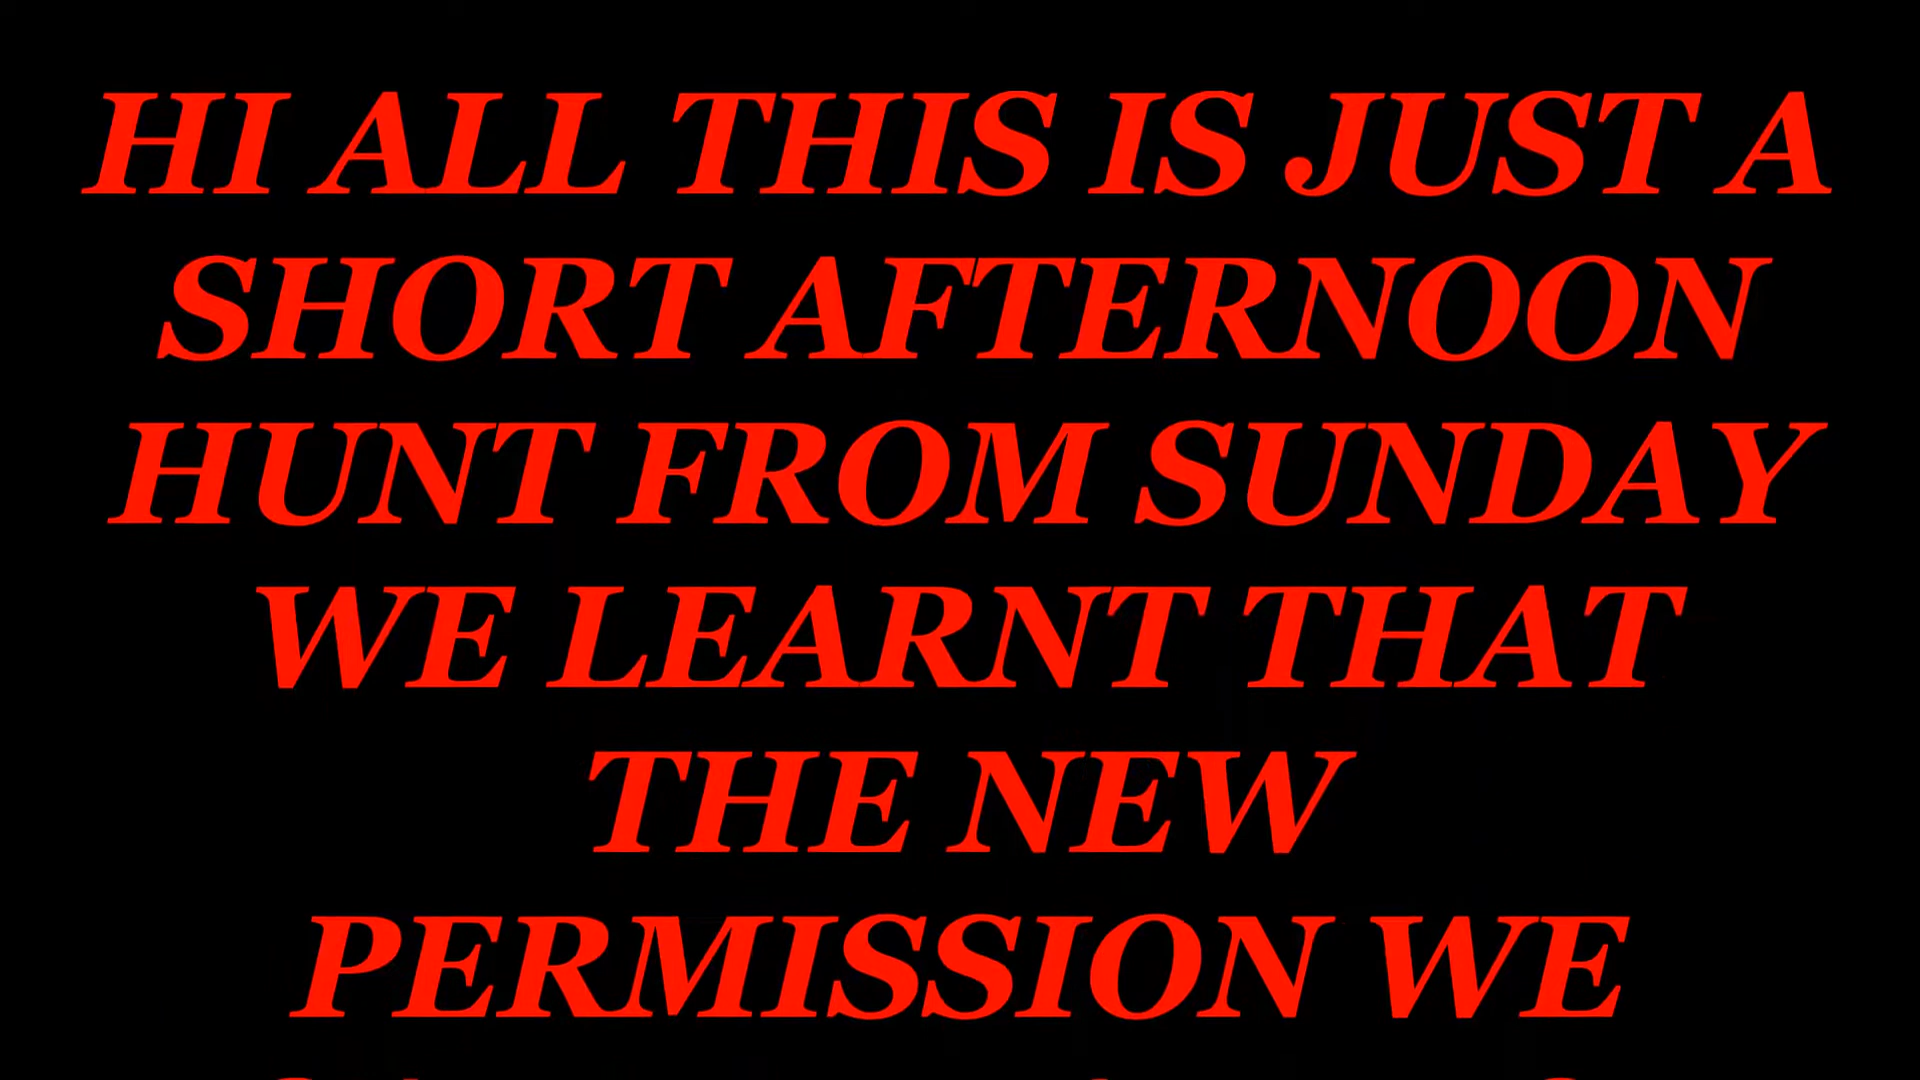 HI ALL THIS IS JUST A
SHORT AFTERNOON
HUNT FROM SUNDAY
WE LEARNT THAT
THE NEW
PERMISSION WE